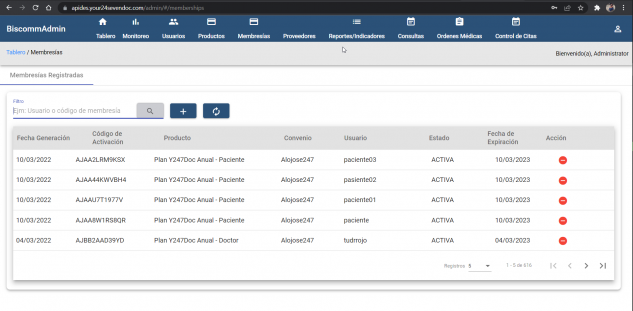 apides.your24sevendoc.com/admin/#/memberships
BiscommAdmin
Tablero Monitoreo Usuarios Productos Membresías Proveedores Reportes/Indicadores Consultas Ordenes Médicas Control de Citas
Tablero / Membresías
Bienvenido(a), Administrator
Membresías Registradas
Filtro
Ejm: Usuario o código de membresía
Fecha Generación Código de Activación Producto Convenio Usuario Estado Fecha de Expiración Acción
10/03/2022 AJAA2LRM9KSX Plan Y247Doc Anual - Paciente Alojose247 paciente03 ACTIVA 10/03/2023
10/03/2022 AJAA44KWVBH4 Plan Y247Doc Anual - Paciente Alojose247 pasiente02 ACTIVA 10/03/2023
10/03/2022 AJAAU7T1977V Plan Y247Doc Anual - Paciente Alojose247 paciente01 ACTIVA 10/03/2023
10/03/2022 AJAA8W1RS8QR Plan Y247Doc Anual - Paciente Alojose247 paciente ACTIVA 10/03/2023
04/03/2022 AJBB2AAD39YD Plan Y247Doc Anual - Doctor Alojose247 tudrrojo ACTIVA 04/03/2023
Registros 5 1 - 5 de 616